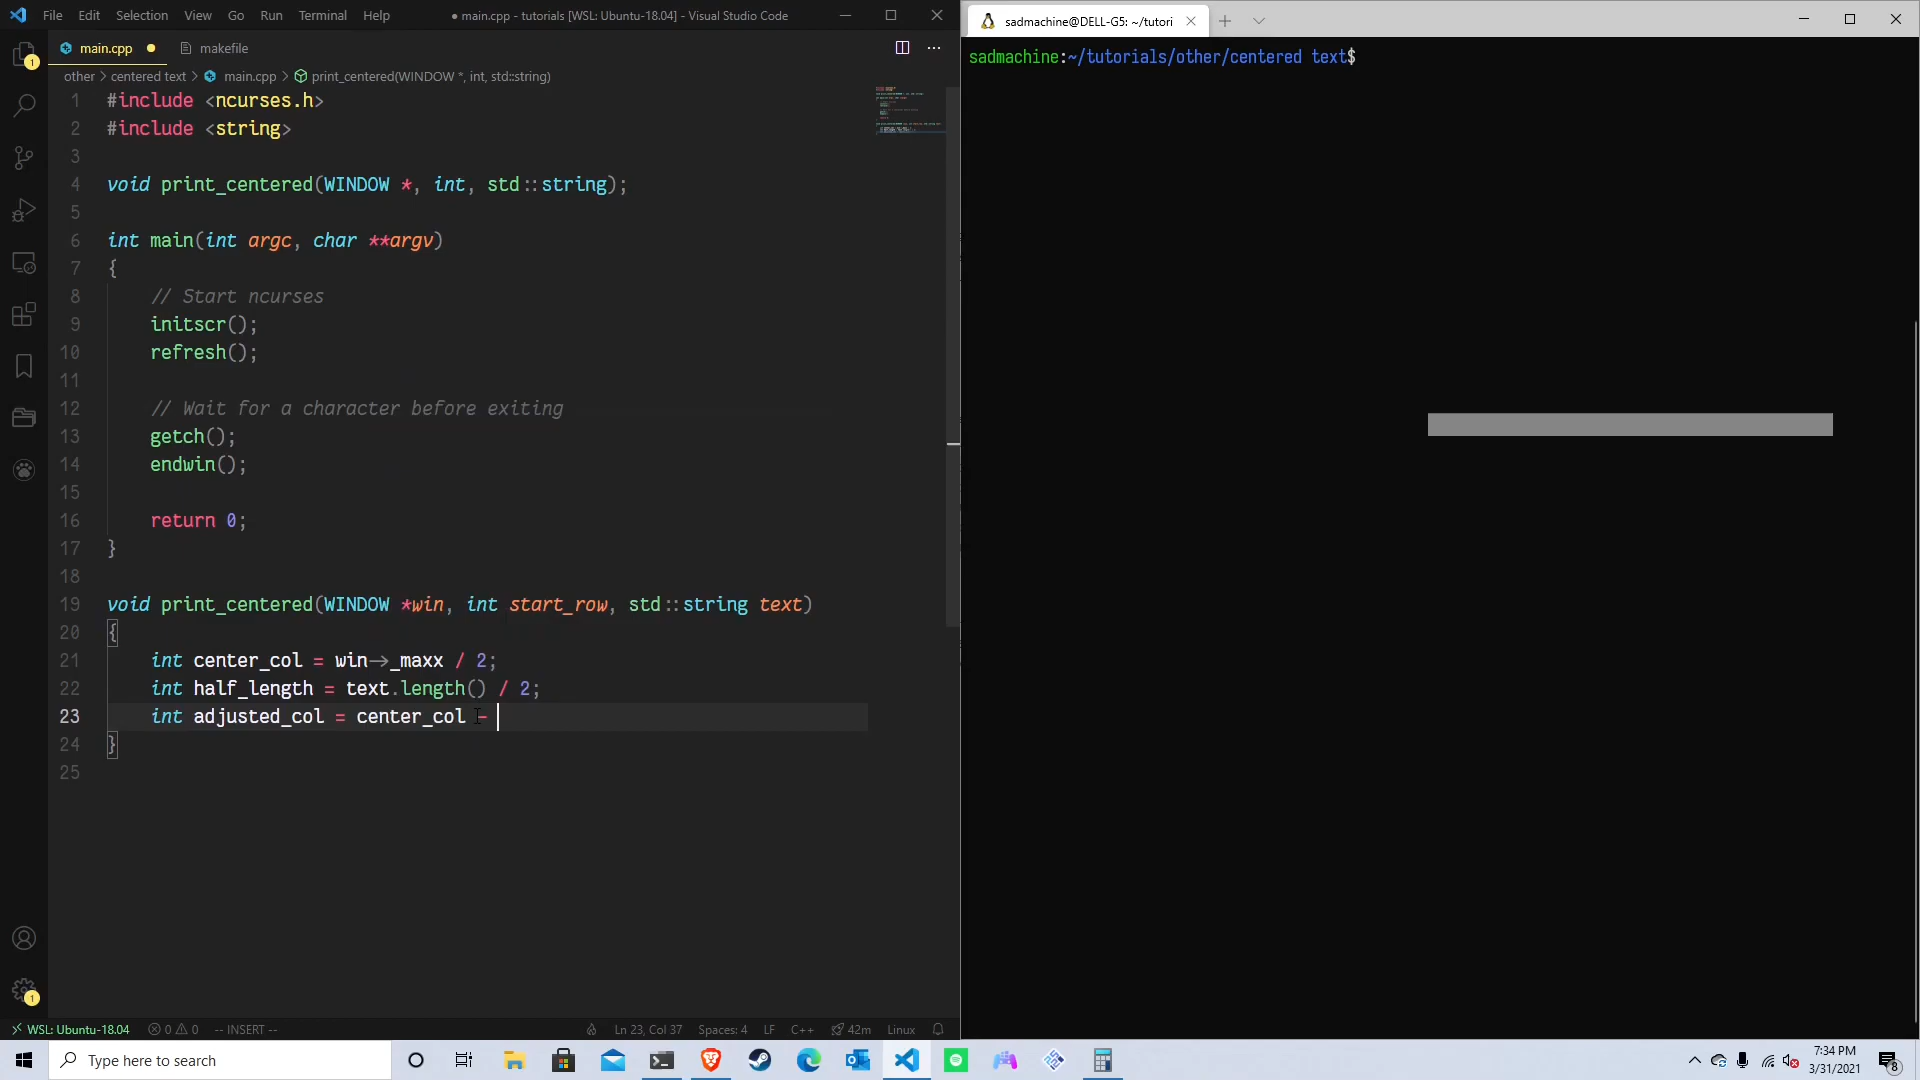 File Edit Selection View Go Run Terminal Help ● main.cpp - tutorials [WSL: Ubuntu-18.04] - Visual Studio Code
sadmachine@DELL-G5: ~/tutori
main.cpp ● makefile
other > centered text > main.cpp > print_centered(WINDOW *, int, std::string)
sadmachine:~/tutorials/other/centered text$
1 #include <ncurses.h>
2 #include <string>
3
4 void print_centered(WINDOW *, int, std::string);
5
6 int main(int argc, char **argv)
7 {
8 // Start ncurses
9 initscr();
10 refresh();
11
12 // Wait for a character before exiting
13 getch();
14 endwin();
15
16 return 0;
17 }
18
19 void print_centered(WINDOW *win, int start_row, std::string text)
20 {
21 int center_col = win->_maxx / 2;
22 int half_length = text.length() / 2;
23 int adjusted_col = center_col -
24 }
25
1
1
WSL: Ubuntu-18.04 0 0 -- INSERT -- Ln 23, Col 37 Spaces: 4 LF C++ 42m Linux
Type here to search
7:34 PM
3/31/2021
8